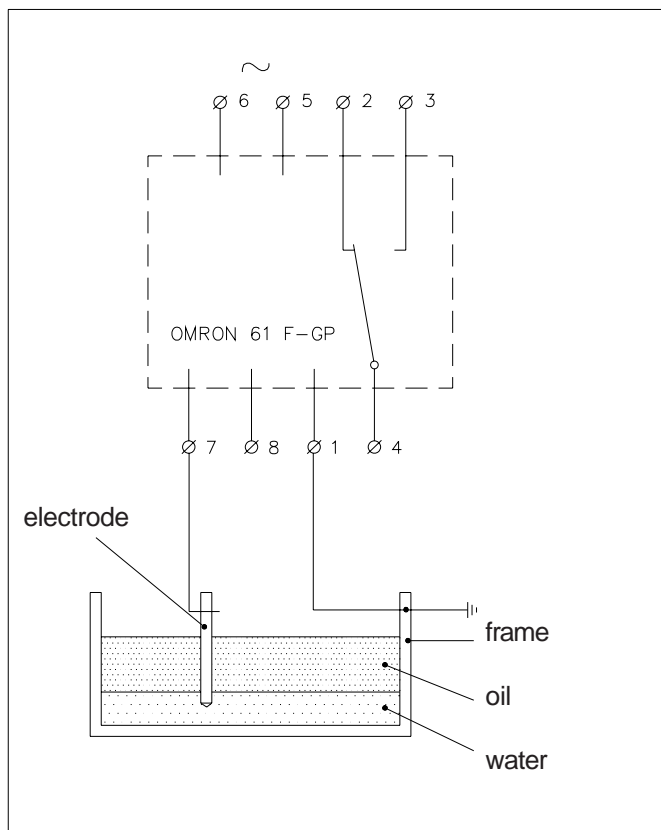 ~
6 5 2 3
OMRON 61 F-GP
7 8 1 4
electrode
frame
oil
water